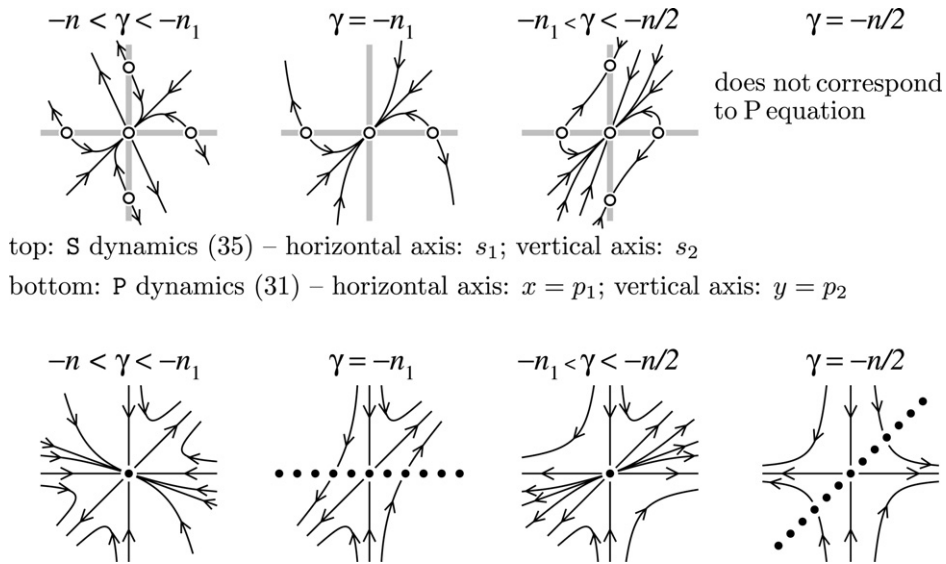 −n < γ < −n₁ γ = −n₁ −n₁ < γ < −n/2 γ = −n/2
does not correspond
to P equation
top: S dynamics (35) – horizontal axis: s₁; vertical axis: s₂
bottom: P dynamics (31) – horizontal axis: x = p₁; vertical axis: y = p₂
−n < γ < −n₁ γ = −n₁ −n₁ < γ < −n/2 γ = −n/2